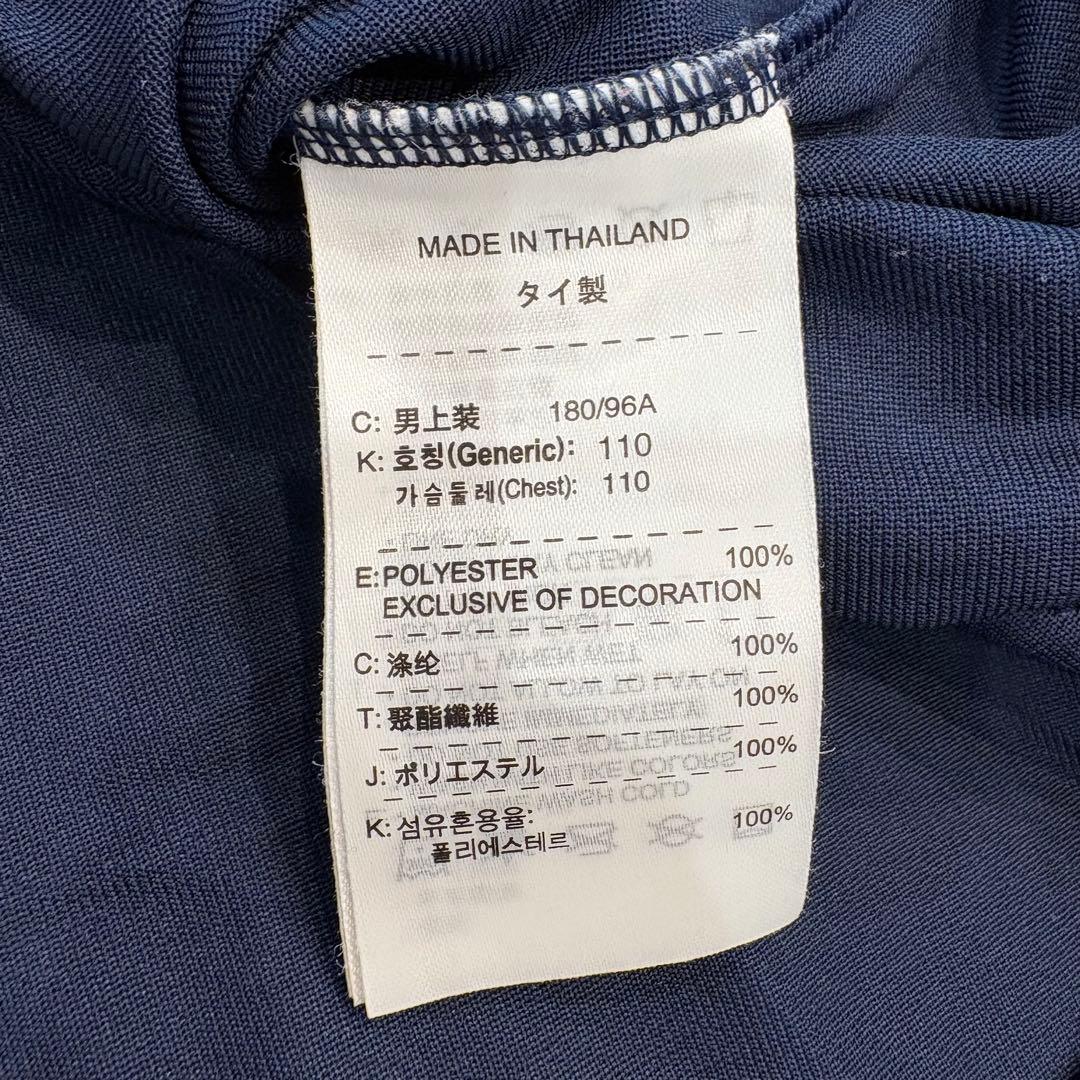 MADE IN THAILAND
タイ製
C: 男上装 180/96A
K: 호칭(Generic): 110
가슴둘레(Chest): 110
E: POLYESTER 100%
EXCLUSIVE OF DECORATION
C: 涤纶 100%
T: 聚酯纖維 100%
J: ポリエステル 100%
K: 섬유혼용율: 100%
폴리에스테르